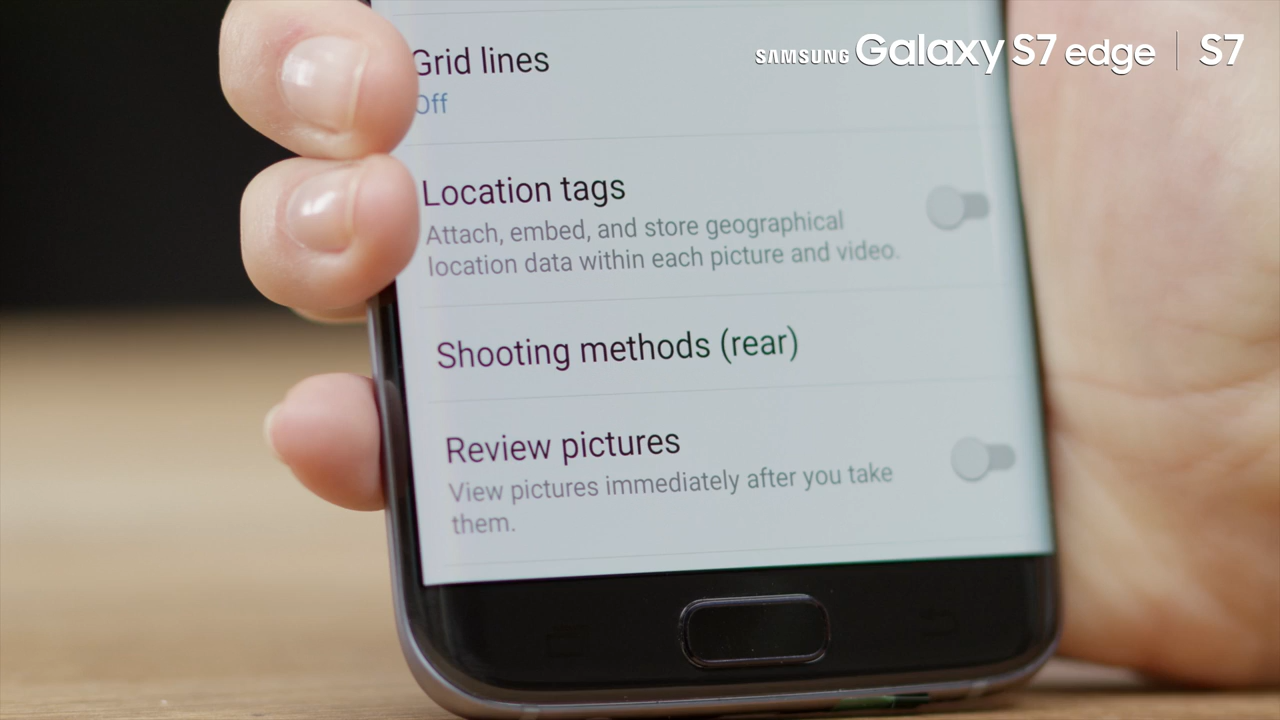 SAMSUNG Galaxy S7 edge | S7
Grid lines
Off
Location tags
Attach, embed, and store geographical
location data within each picture and video.
Shooting methods (rear)
Review pictures
View pictures immediately after you take
them.